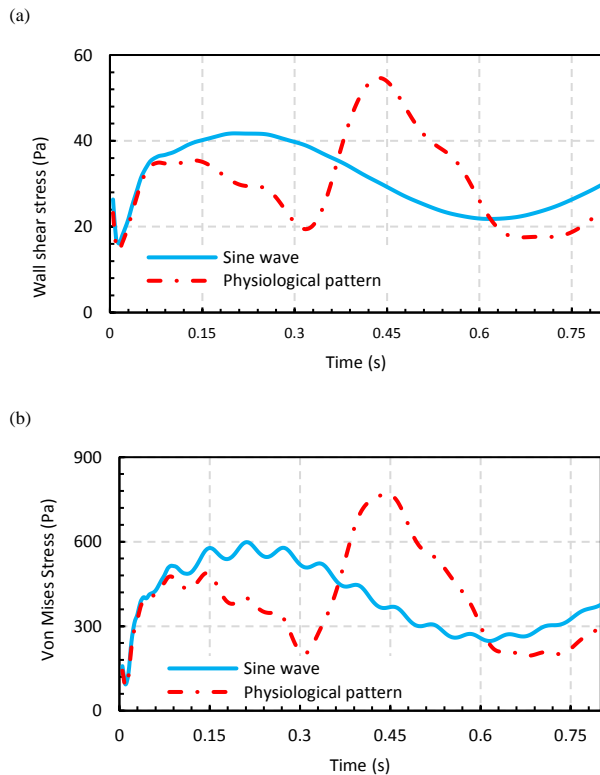 (a)
60
40
20
0
Wall shear stress (Pa)
Sine wave
Physiological pattern
0 0.15 0.3 0.45 0.6 0.75
Time (s)
(b)
900
600
300
0
Von Mises Stress (Pa)
Sine wave
Physiological pattern
0 0.15 0.3 0.45 0.6 0.75
Time (s)